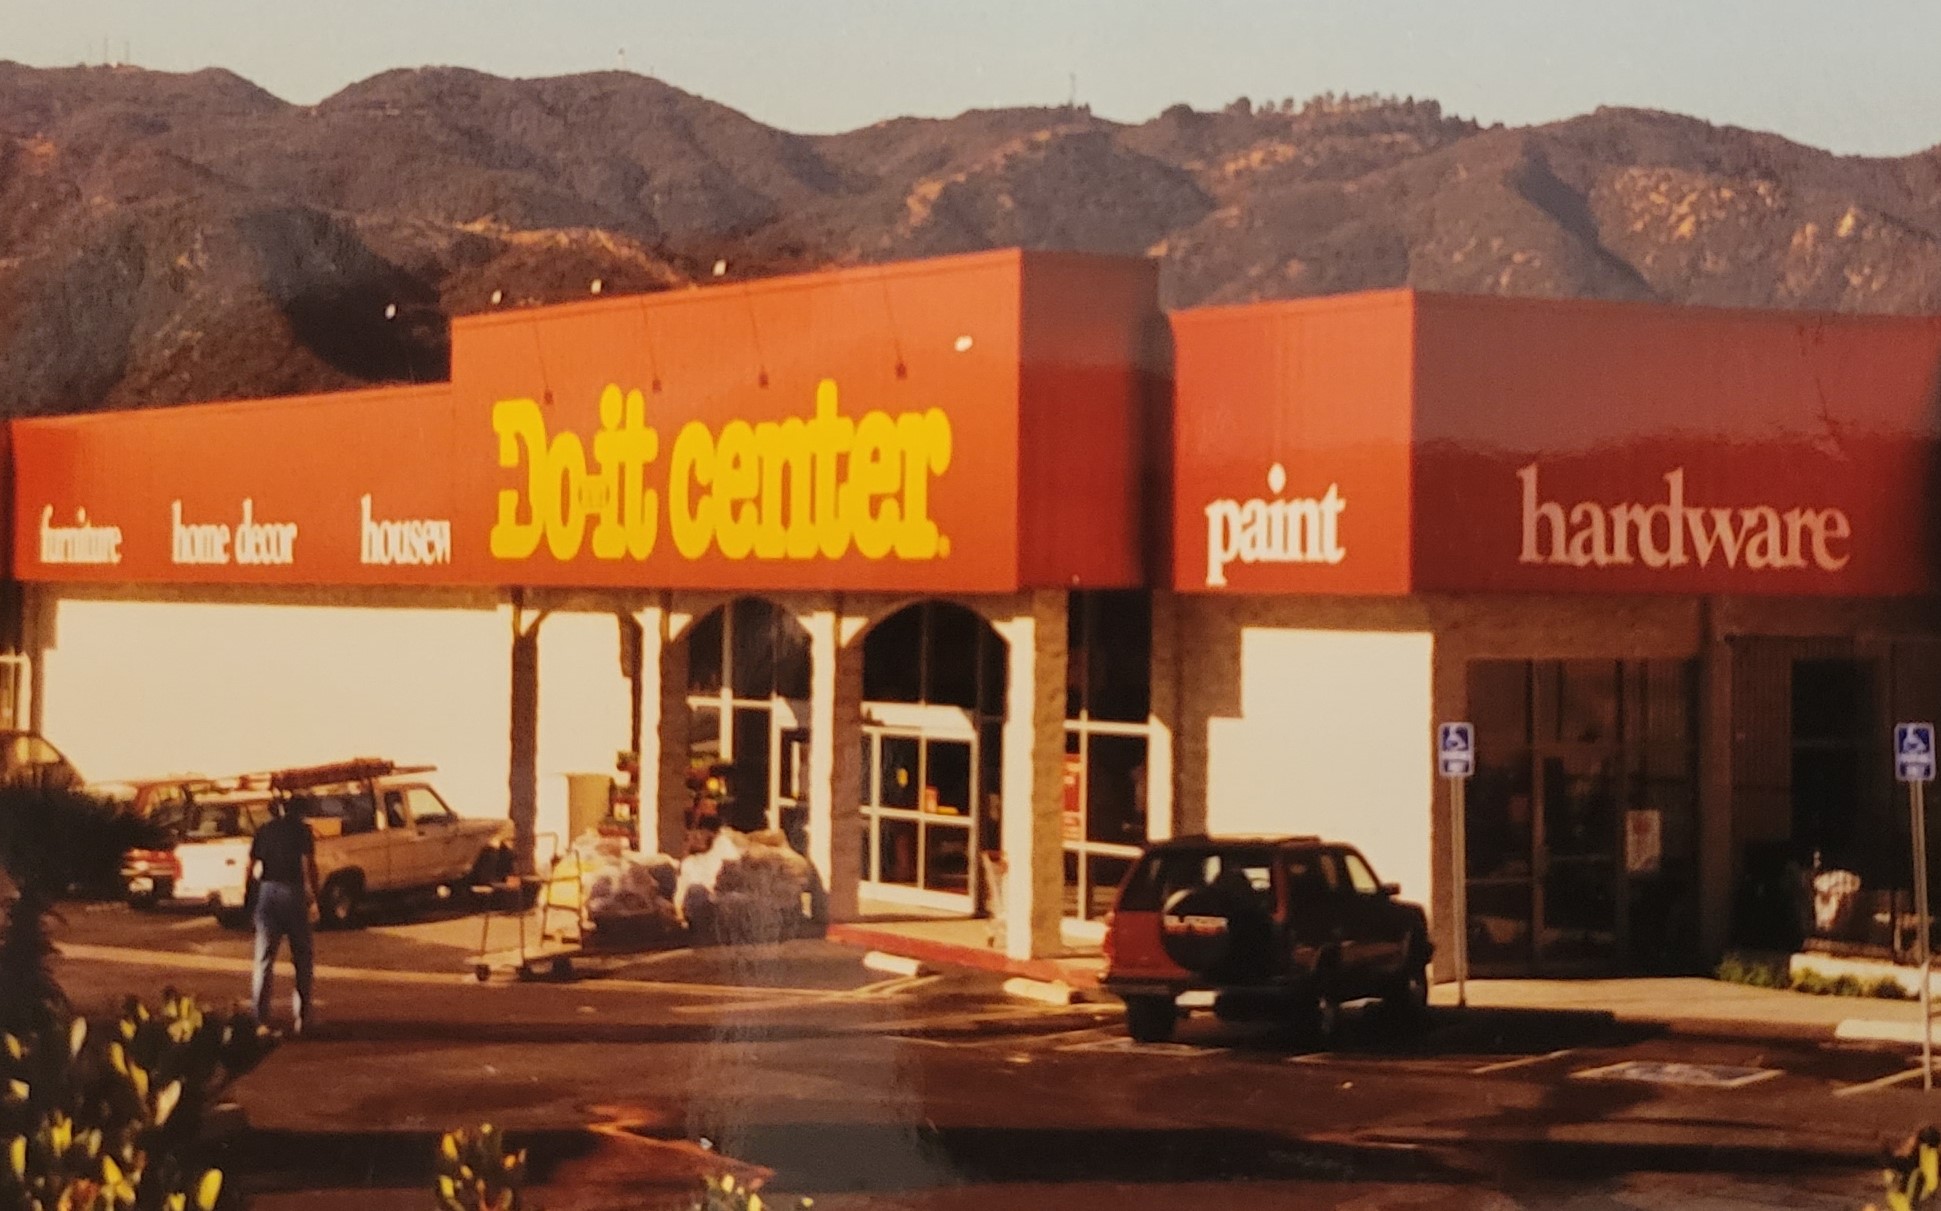 furniture
home decor
housew
Do-it center
paint
hardware